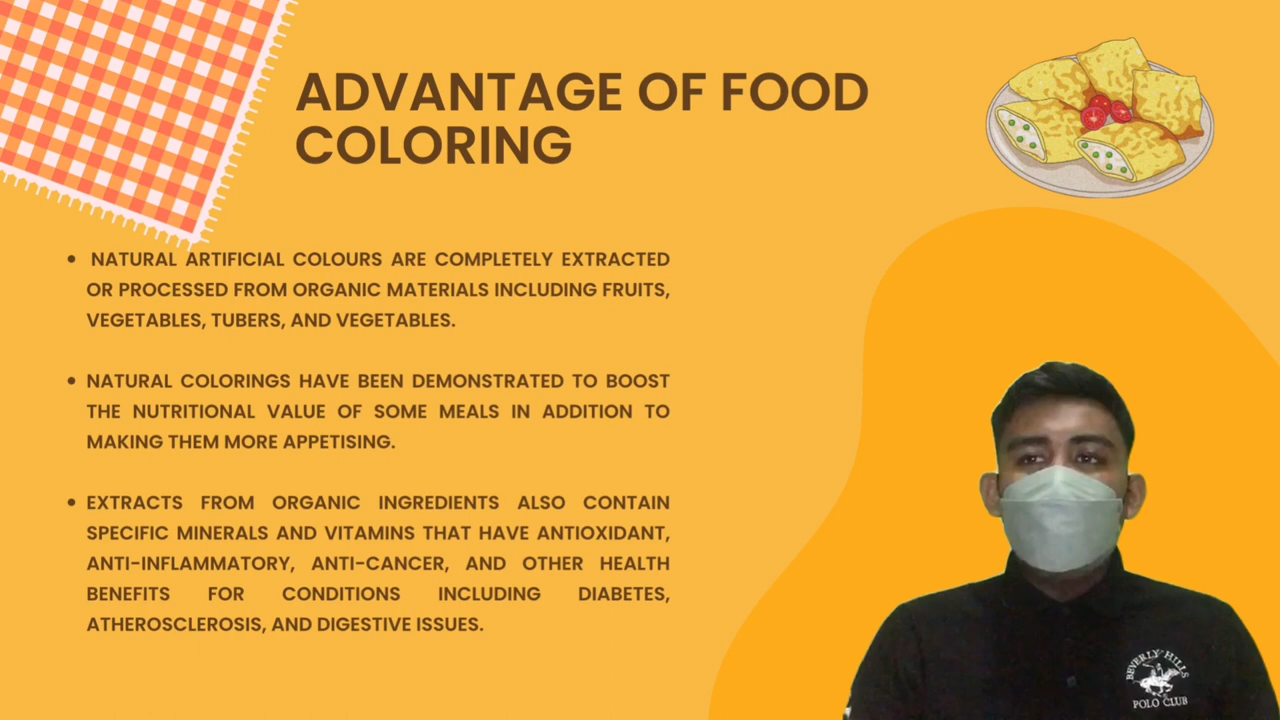 ADVANTAGE OF FOOD
COLORING
• NATURAL ARTIFICIAL COLOURS ARE COMPLETELY EXTRACTED
OR PROCESSED FROM ORGANIC MATERIALS INCLUDING FRUITS,
VEGETABLES, TUBERS, AND VEGETABLES.
• NATURAL COLORINGS HAVE BEEN DEMONSTRATED TO BOOST
THE NUTRITIONAL VALUE OF SOME MEALS IN ADDITION TO
MAKING THEM MORE APPETISING.
• EXTRACTS FROM ORGANIC INGREDIENTS ALSO CONTAIN
SPECIFIC MINERALS AND VITAMINS THAT HAVE ANTIOXIDANT,
ANTI-INFLAMMATORY, ANTI-CANCER, AND OTHER HEALTH
BENEFITS FOR CONDITIONS INCLUDING DIABETES,
ATHEROSCLEROSIS, AND DIGESTIVE ISSUES.
BEVERLY HILLS
POLO CLUB